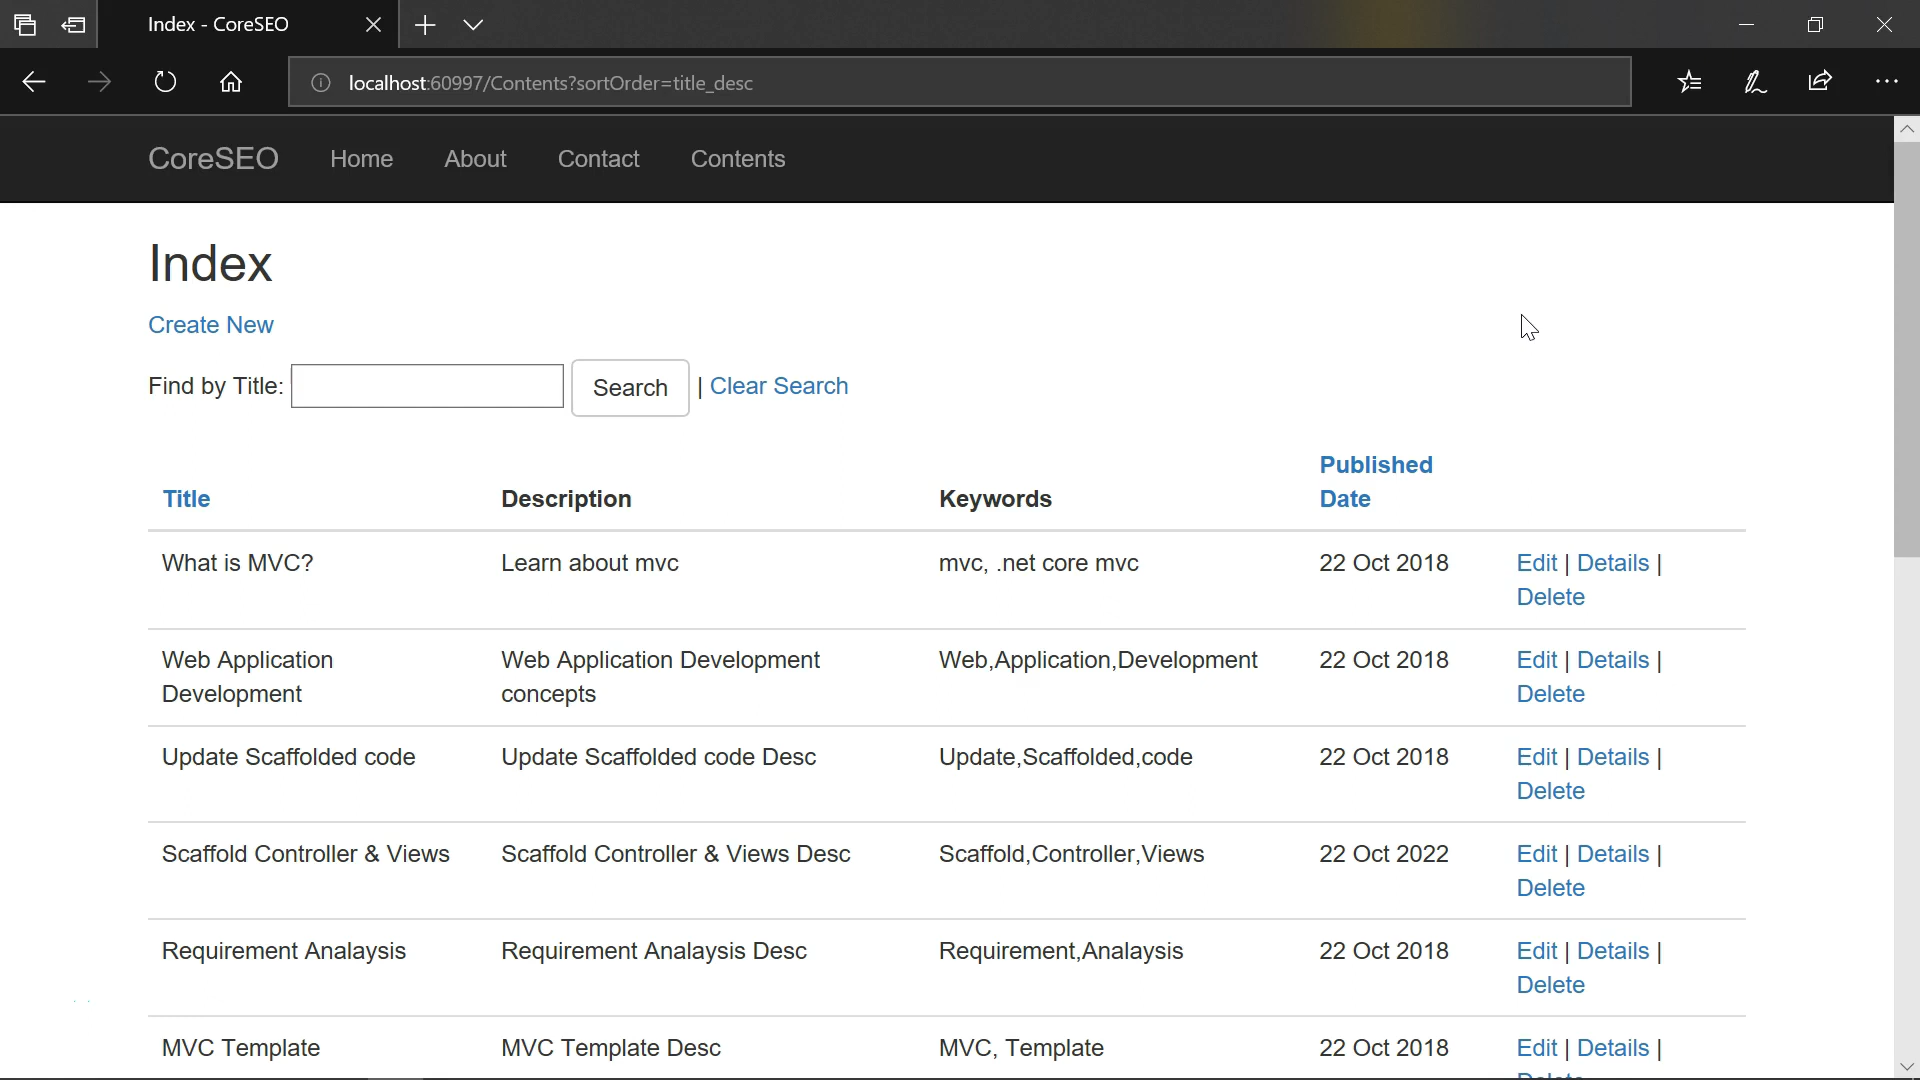 Index - CoreSEO
localhost:60997/Contents?sortOrder=title_desc
CoreSEO Home About Contact Contents
Index
Create New
Find by Title: Search | Clear Search
Title Description Keywords Published Date
What is MVC? Learn about mvc mvc, .net core mvc 22 Oct 2018 Edit | Details |
Delete
Web Application Web Application Development Web,Application,Development 22 Oct 2018 Edit | Details |
Development concepts Delete
Update Scaffolded code Update Scaffolded code Desc Update,Scaffolded,code 22 Oct 2018 Edit | Details |
Delete
Scaffold Controller & Views Scaffold Controller & Views Desc Scaffold,Controller,Views 22 Oct 2022 Edit | Details |
Delete
Requirement Analaysis Requirement Analaysis Desc Requirement,Analaysis 22 Oct 2018 Edit | Details |
Delete
MVC Template MVC Template Desc MVC, Template 22 Oct 2018 Edit | Details |